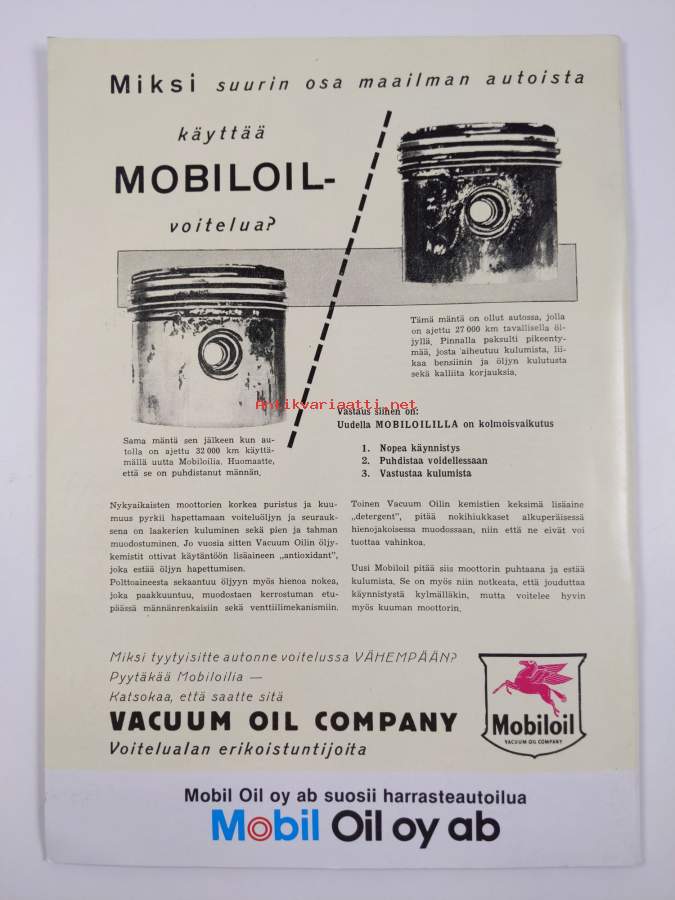 Miksi suurin osa maailman autoista
käyttää
MOBILOIL-
voitelua?
Tämä mäntä on ollut autossa, jolla
on ajettu 27 000 km tavallisella öl-
jyllä. Pinnalla paksulti pikeenty-
mää, josta aiheutuu kulumista, lii-
kaa bensiinin ja öljyn kulutusta
sekä kalliita korjauksia.
Antikvariaatti.net
Sama mäntä sen jälkeen kun au-
tolla on ajettu 32 000 km käyttä-
mällä uutta Mobiloilia. Huomaatte,
että se on puhdistanut männän.
Vastaus siihen on:
Uudella MOBILOILILLA on kolmoisvaikutus
1. Nopea käynnistys
2. Puhdistaa voidellessaan
3. Vastustaa kulumista
Nykyaikaisten moottorien korkea puristus ja kuu-
muus pyrkii hapettamaan voiteluöljyn ja seurauk-
sena on laakerien kuluminen sekä pien ja tahman
muodostuminen. Jo vuosia sitten Vacuum Oilin öljy-
kemistit ottivat käytäntöön lisäaineen „antioxidant",
joka estää öljyn hapettumisen.
Polttoaineesta sekaantuu öljyyn myös hienoa nokea,
joka paakkuuntuu, muodostaen kerrostuman etu-
päässä männänrenkaisiin sekä venttiilimekanismiin.
Toinen Vacuum Oilin kemistien keksimä lisäaine
„detergent", pitää nokihiukkaset alkuperäisessä
hienojakoisessa muodossaan, niin että ne eivät voi
tuottaa vahinkoa.
Uusi Mobiloil pitää siis moottorin puhtaana ja estää
kulumista. Se on myös niin notkeata, että jouduttaa
käynnistystä kylmälläkin, mutta voitelee hyvin
myös kuuman moottorin.
Miksi tyytyisitte autonne voitelussa VÄHEMPÄÄN?
Pyytäkää Mobiloilia —
Katsokaa, että saatte sitä
VACUUM OIL COMPANY
Voitelualan erikoistuntijoita
Mobiloil
VACUUM OIL COMPANY
Mobil Oil oy ab suosii harrasteautoilua
Mobil Oil oy ab